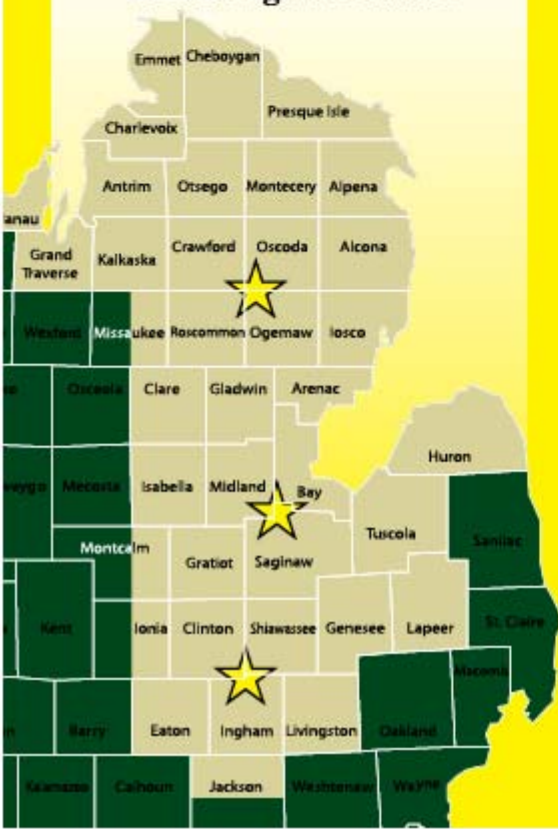 Emmet Cheboygan
Presque Isle
Charlevoix
Antrim Otsego Montecery Alpena
anau
Grand Traverse Kalkaska Crawford Oscoda Alcona
Wexford Missaukee Roscommon Ogemaw Iosco
Osceola Clare Gladwin Arenac
Huron
Mecosta Isabella Midland Bay
Tuscola
Sanilac
Montcalm Gratiot Saginaw
Kent Ionia Clinton Shiawassee Genesee Lapeer St. Claire
Macomb
Barry Eaton Ingham Livingston Oakland
Kalamazoo Calhoun Jackson Washtenaw Wayne